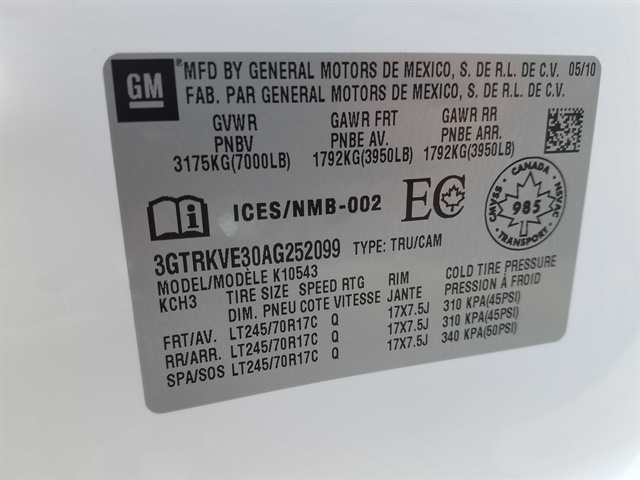 GM
MFD BY GENERAL MOTORS DE MEXICO, S. DE R.L. DE C.V. 05/10
FAB. PAR GENERAL MOTORS DE MEXICO, S. DE R.L. DE C.V.
GVWR GAWR FRT GAWR RR
PNBV PNBE AV. PNBE ARR.
3175KG(7000LB) 1792KG(3950LB) 1792KG(3950LB)
i ICES/NMB-002 EC
CANADA
985
CMVSS NSVAC
3GTRKVE30AG252099 TYPE: TRU/CAM
MODEL/MODÈLE K10543
KCH3 TIRE SIZE SPEED RTG RIM COLD TIRE PRESSURE
DIM. PNEU COTE VITESSE JANTE PRESSION À FROID
FRT/AV. LT245/70R17C Q 17X7.5J 310 KPA(45PSI)
RR/ARR. LT245/70R17C Q 17X7.5J 310 KPA(45PSI)
SPA/SOS LT245/70R17C Q 17X7.5J 340 KPA(50PSI)